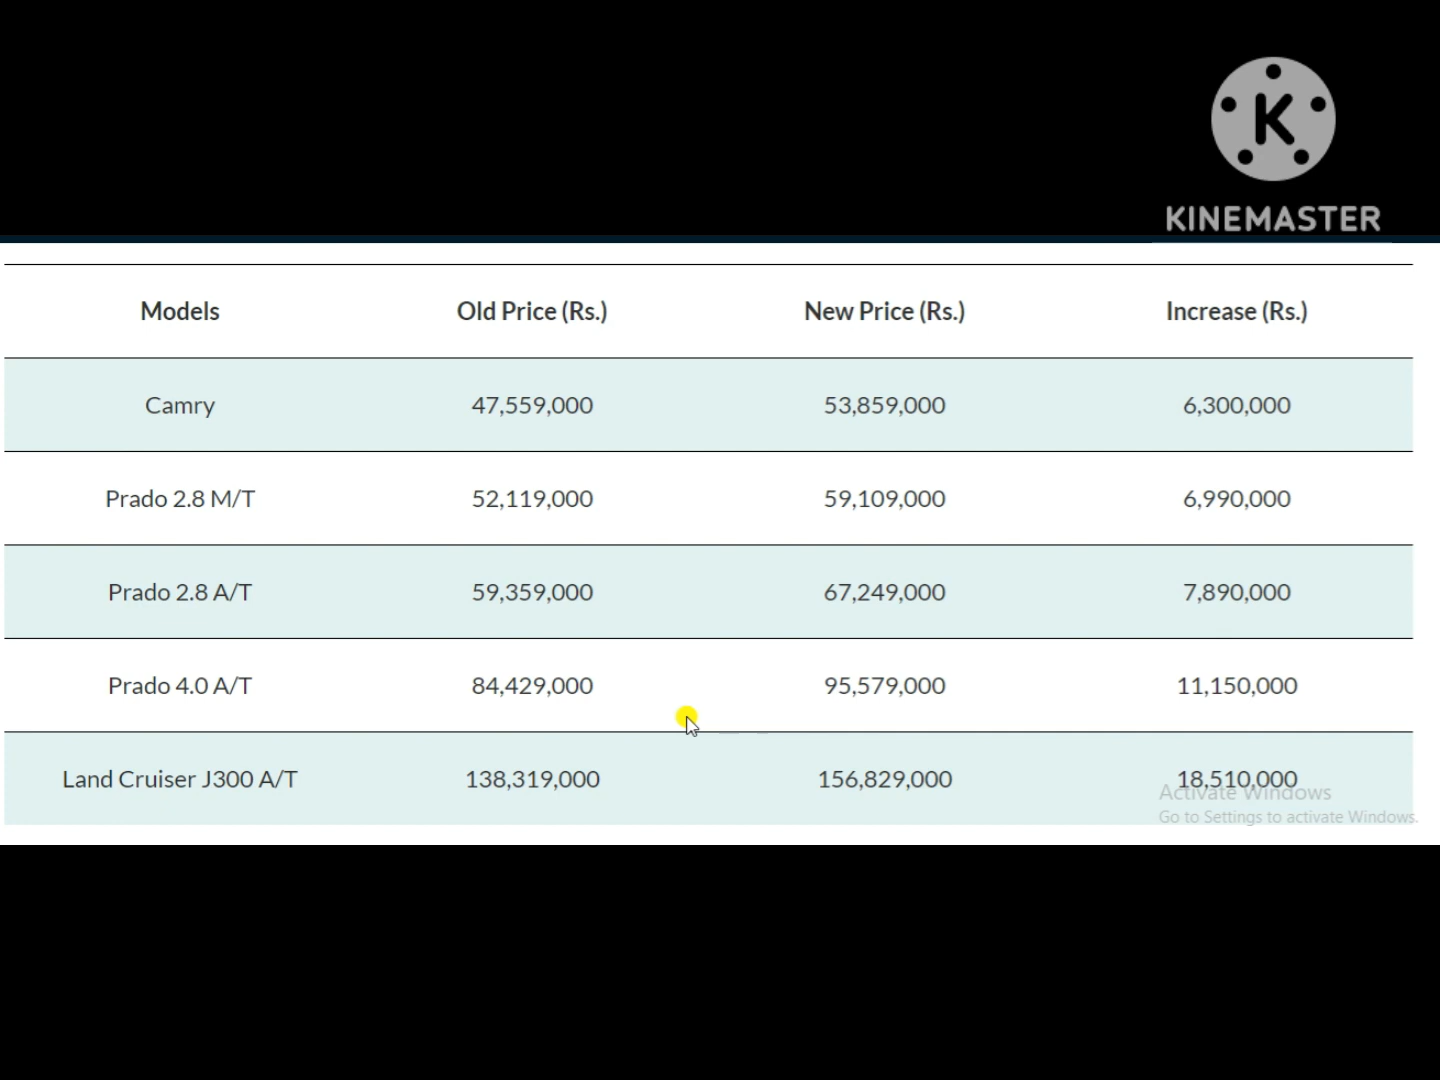 KINEMASTER
Models Old Price (Rs.) New Price (Rs.) Increase (Rs.)
Camry 47,559,000 53,859,000 6,300,000
Prado 2.8 M/T 52,119,000 59,109,000 6,990,000
Prado 2.8 A/T 59,359,000 67,249,000 7,890,000
Prado 4.0 A/T 84,429,000 95,579,000 11,150,000
Land Cruiser J300 A/T 138,319,000 156,829,000 18,510,000
Activate Windows
Go to Settings to activate Windows.